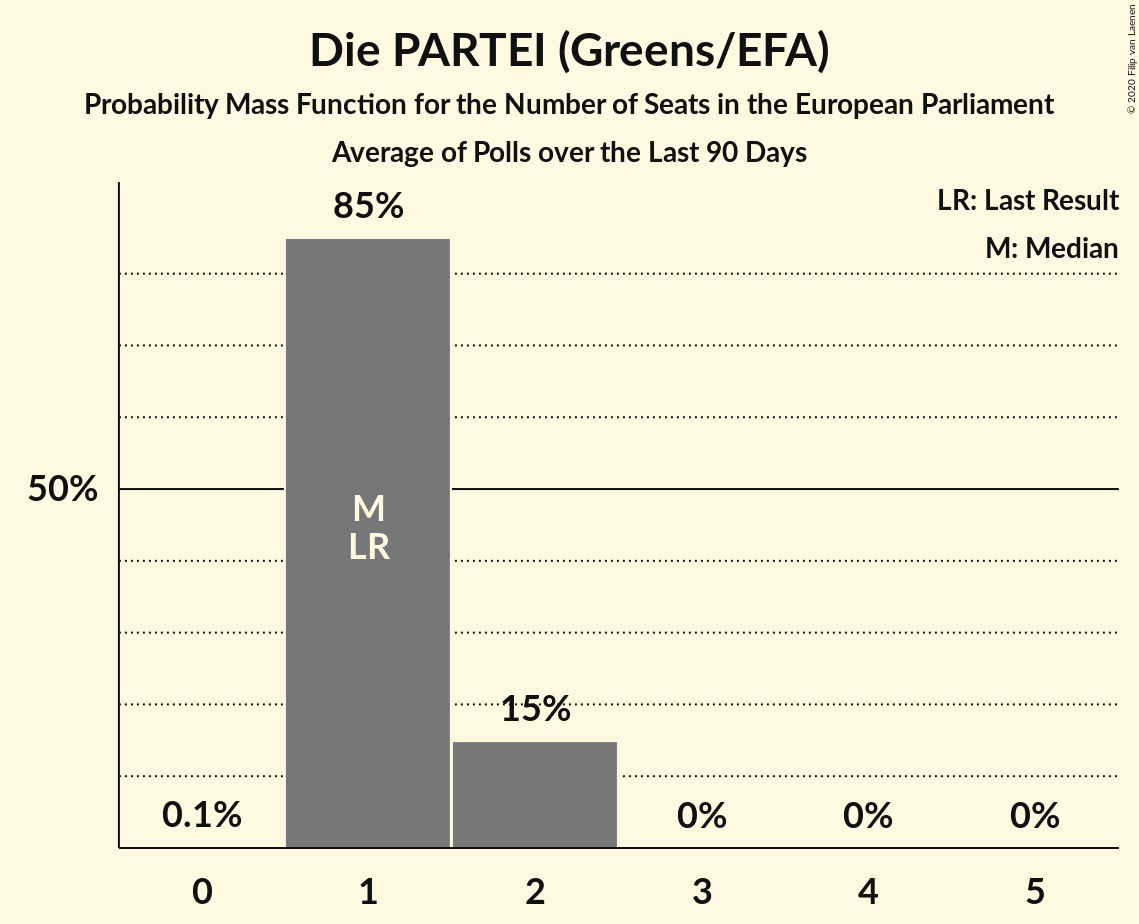 Die PARTEI (Greens/EFA)
Probability Mass Function for the Number of Seats in the European Parliament
Average of Polls over the Last 90 Days
© 2020 Filip van Laenen
LR: Last Result
M: Median
85%
50%
M
LR
15%
0.1%
0%
0%
0%
0
1
2
3
4
5